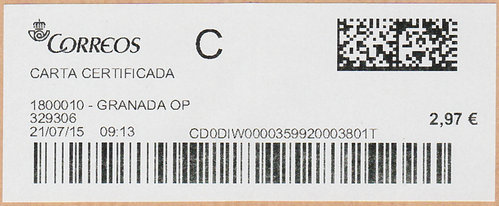 CORREOS
C
CARTA CERTIFICADA
1800010 - GRANADA OP
329306
2,97 €
21/07/15 09:13
CD0DIW0000359920003801T